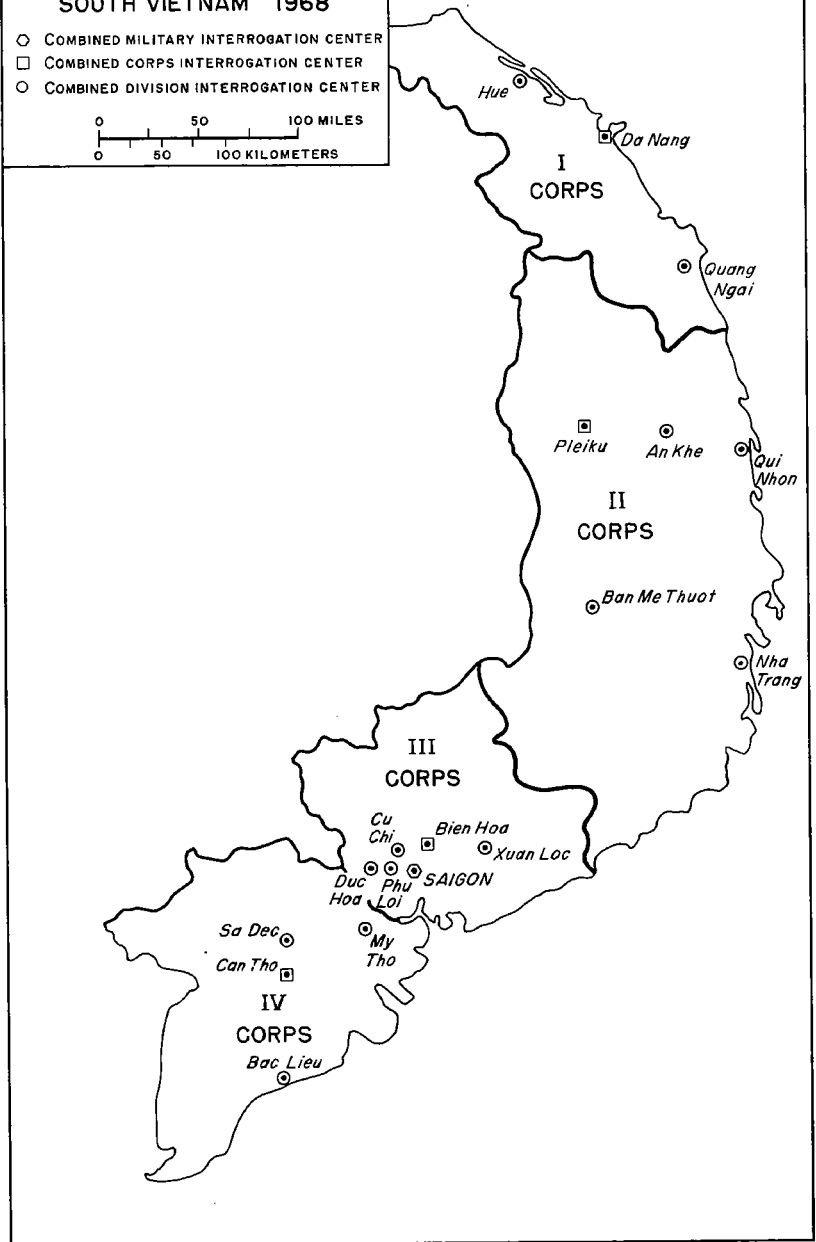 SOUTH VIETNAM 1968
COMBINED MILITARY INTERROGATION CENTER
COMBINED CORPS INTERROGATION CENTER
COMBINED DIVISION INTERROGATION CENTER
0 50 100 MILES
0 50 100 KILOMETERS
Hue
Da Nang
I
CORPS
Quang
Ngai
Pleiku
An Khe
Qui
Nhon
II
CORPS
Ban Me Thuot
Nha
Trang
III
CORPS
Cu
Chi
Bien Hoa
Xuan Loc
Duc
Hoa
Phu
Loi
SAIGON
Sa Dec
My
Tho
Can Tho
IV
CORPS
Bac Lieu